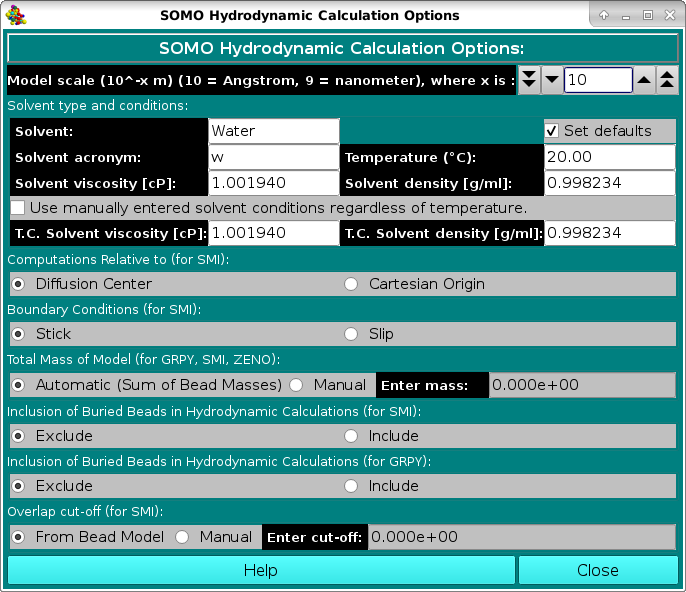 SOMO Hydrodynamic Calculation Options
SOMO Hydrodynamic Calculation Options:
Model scale (10^-x m) (10 = Angstrom, 9 = nanometer), where x is : 10
Solvent type and conditions:
Solvent: Water Set defaults
Solvent acronym: w Temperature (°C): 20.00
Solvent viscosity [cP]: 1.001940 Solvent density [g/ml]: 0.998234
Use manually entered solvent conditions regardless of temperature.
T.C. Solvent viscosity [cP]: 1.001940 T.C. Solvent density [g/ml]: 0.998234
Computations Relative to (for SMI):
Diffusion Center Cartesian Origin
Boundary Conditions (for SMI):
Stick Slip
Total Mass of Model (for GRPY, SMI, ZENO):
Automatic (Sum of Bead Masses) Manual Enter mass: 0.000e+00
Inclusion of Buried Beads in Hydrodynamic Calculations (for SMI):
Exclude Include
Inclusion of Buried Beads in Hydrodynamic Calculations (for GRPY):
Exclude Include
Overlap cut-off (for SMI):
From Bead Model Manual Enter cut-off: 0.000e+00
Help Close